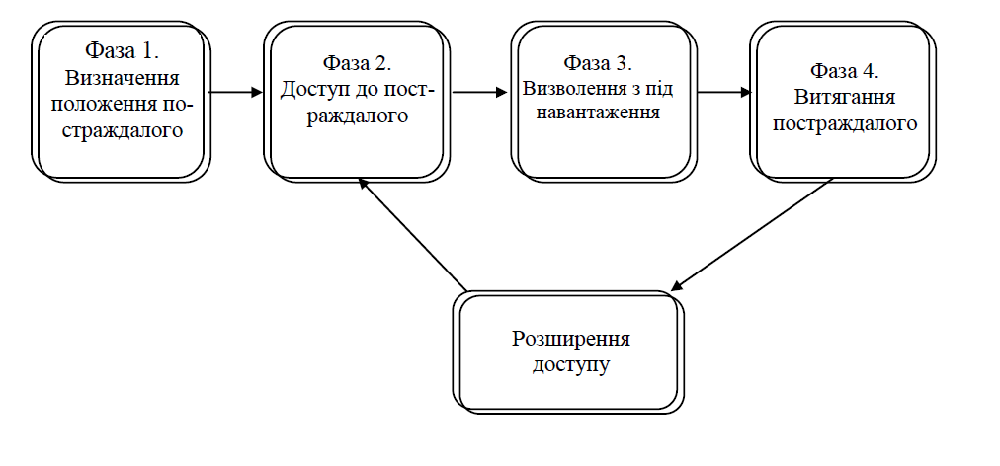 Фаза 1.
Визначення
положення по-
страждалого
Фаза 2.
Доступ до пост-
раждалого
Фаза 3.
Визволення з під
навантаження
Фаза 4.
Витягання
постраждалого
Розширення
доступу